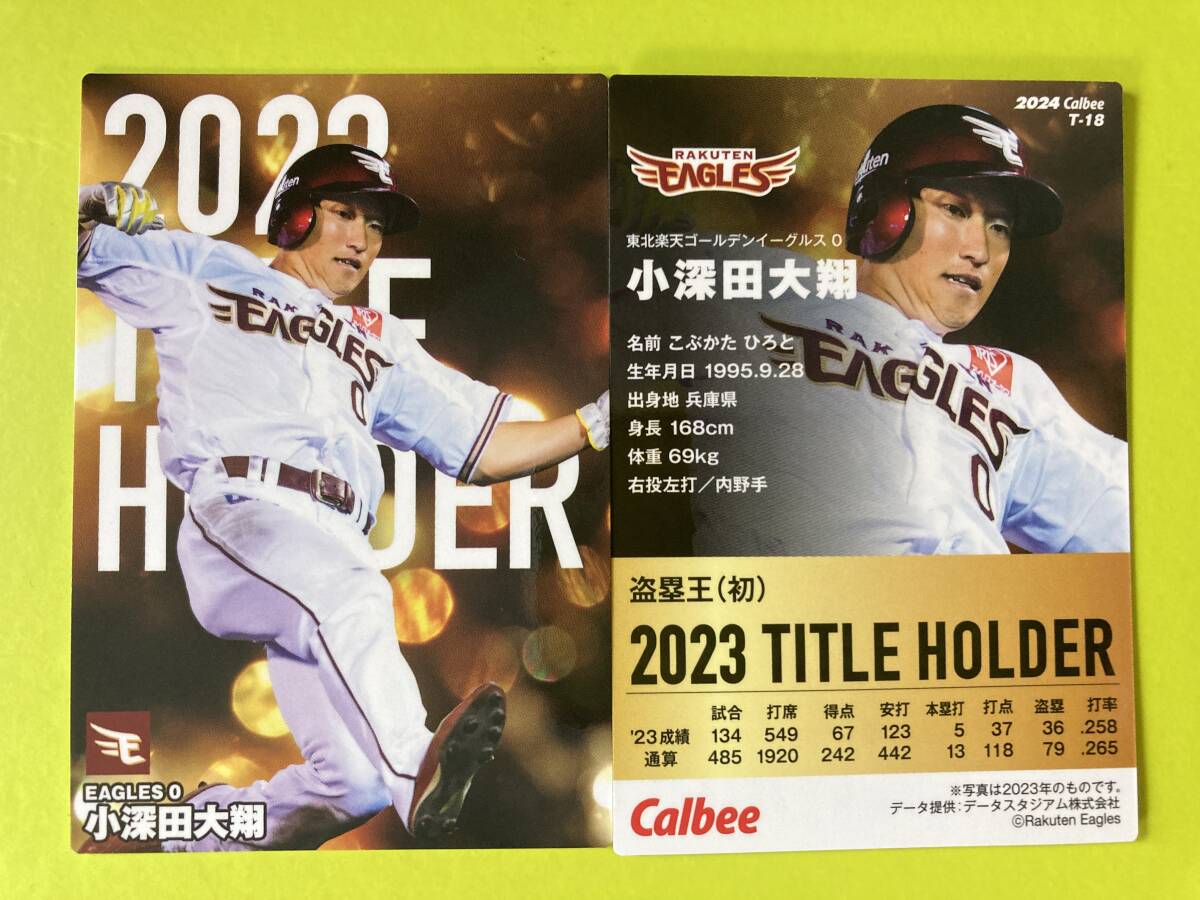 2023
TITLE
HOLDER
Rakuten
RAKUTEN
EAGLES
0
EAGLES 0
小深田大翔
2024 Calbee
T-18
RAKUTEN
EAGLES
東北楽天ゴールデンイーグルス 0
小深田大翔
名前 こぶかた ひろと
生年月日 1995.9.28
出身地 兵庫県
身長 168cm
体重 69kg
右投左打/内野手
EAGLES
IRIS
0
盗塁王(初)
2023 TITLE HOLDER
試合 打席 得点 安打 本塁打 打点 盗塁 打率
'23成績 134 549 67 123 5 37 36 .258
通算 485 1920 242 442 13 118 79 .265
Calbee
※写真は2023年のものです。
データ提供:データスタジアム株式会社
©Rakuten Eagles